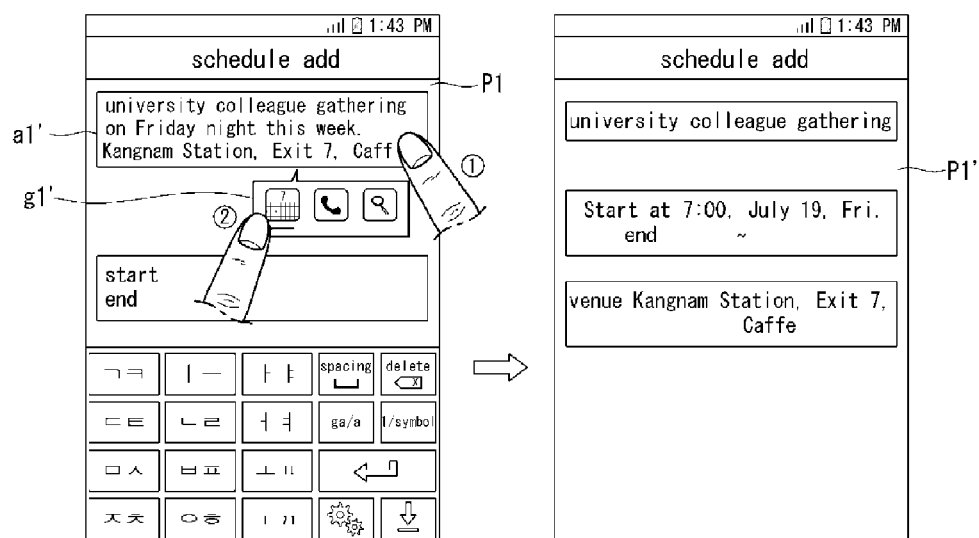 1:43 PM
schedule add
P1
university colleague gathering
on Friday night this week.
Kangnam Station, Exit 7, Caff
a1'
①
g1'
7
②
start
end
ㄱㅋ ㅣㅡ ㅏㅑ spacing delete
X
ㄷㅌ ㄴㄹ ㅓㅕ ga/a 1/symbol
ㅁㅅ ㅂㅍ ㅗㅛ
ㅈㅊ ㅇㅎ ㅜㅠ
1:43 PM
schedule add
university colleague gathering
P1'
Start at 7:00, July 19, Fri.
end ~
venue Kangnam Station, Exit 7,
Caffe